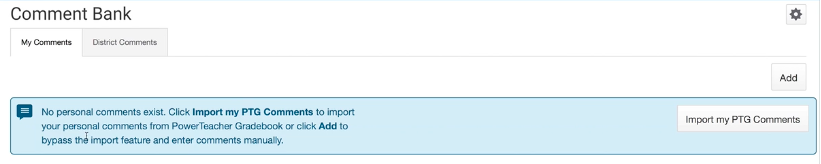 Comment Bank
My Comments
District Comments
Add
No personal comments exist. Click Import my PTG Comments to import
your personal comments from PowerTeacher Gradebook or click Add to
bypass the import feature and enter comments manually.
Import my PTG Comments